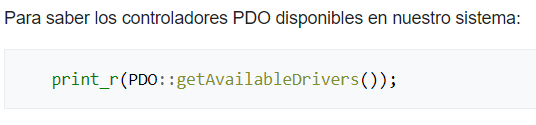 Para saber los controladores PDO disponibles en nuestro sistema:
print_r(PDO::getAvailableDrivers());